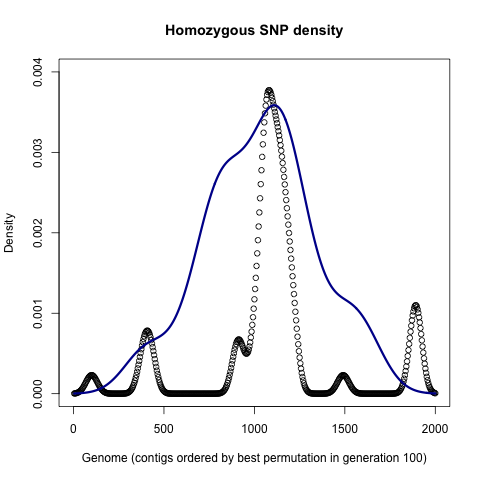 Homozygous SNP density
Density
0.004
0.003
0.002
0.001
0.000
0 500 1000 1500 2000
Genome (contigs ordered by best permutation in generation 100)